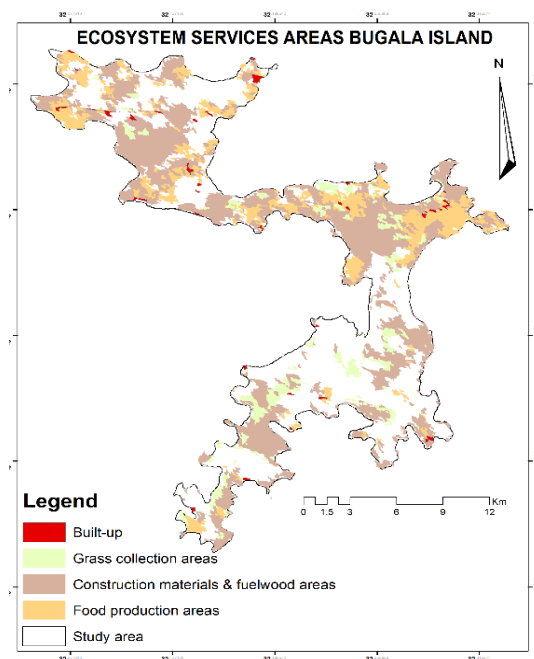 ECOSYSTEM SERVICES AREAS BUGALA ISLAND
N
Km
0 1.5 3 6 9 12
Legend
Built-up
Grass collection areas
Construction materials & fuelwood areas
Food production areas
Study area